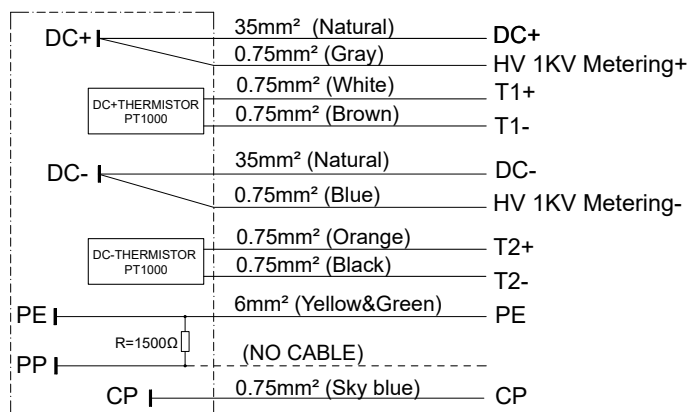 DC+ 35mm² (Natural) DC+
0.75mm² (Gray) HV 1KV Metering+
DC+THERMISTOR
PT1000
0.75mm² (White) T1+
0.75mm² (Brown) T1-
DC- 35mm² (Natural) DC-
0.75mm² (Blue) HV 1KV Metering-
DC-THERMISTOR
PT1000
0.75mm² (Orange) T2+
0.75mm² (Black) T2-
PE 6mm² (Yellow&Green) PE
R=1500Ω
PP (NO CABLE)
CP 0.75mm² (Sky blue) CP